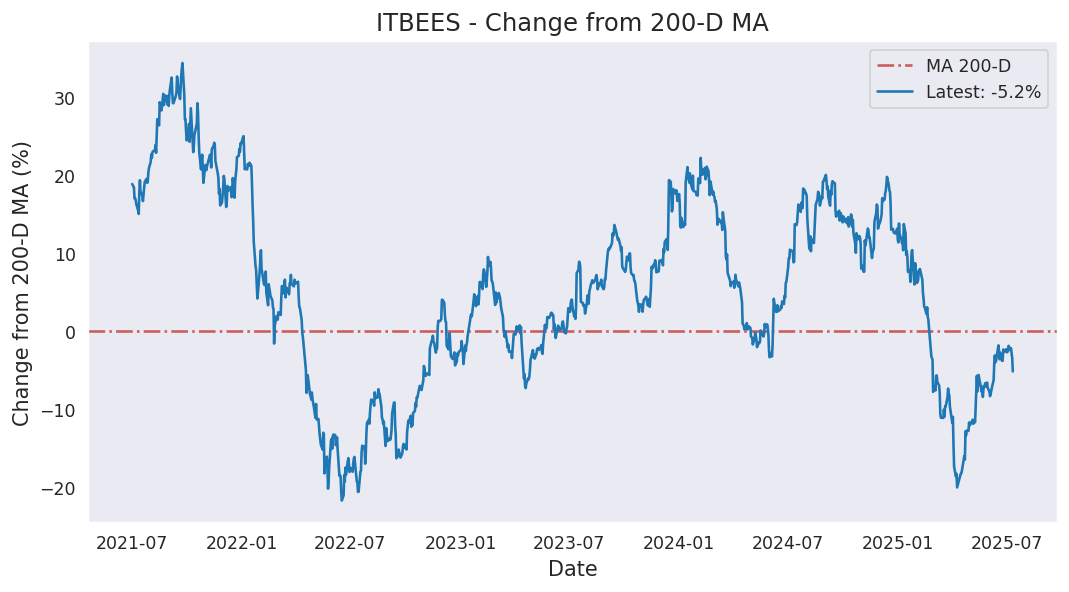 ITBEES - Change from 200-D MA
MA 200-D
Latest: -5.2%
Change from 200-D MA (%)
30
20
10
0
−10
−20
2021-07 2022-01 2022-07 2023-01 2023-07 2024-01 2024-07 2025-01 2025-07
Date